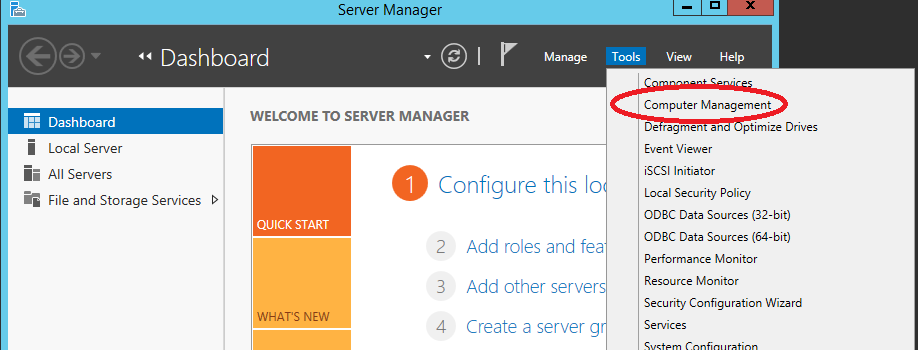 Server Manager
Dashboard
Manage
Tools
View
Help
Dashboard
Local Server
All Servers
File and Storage Services
WELCOME TO SERVER MANAGER
QUICK START
WHAT'S NEW
1 Configure this lo
2 Add roles and fea
3 Add other servers
4 Create a server gr
Component Services
Computer Management
Defragment and Optimize Drives
Event Viewer
iSCSI Initiator
Local Security Policy
ODBC Data Sources (32-bit)
ODBC Data Sources (64-bit)
Performance Monitor
Resource Monitor
Security Configuration Wizard
Services
System Configuration